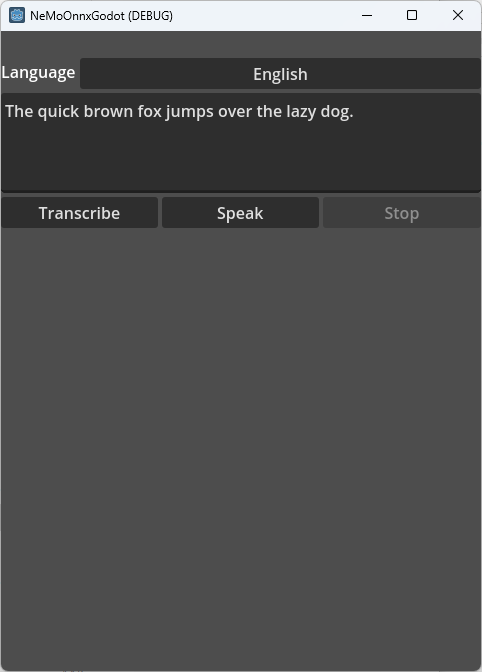 NeMoOnnxGodot (DEBUG)
Language English
The quick brown fox jumps over the lazy dog.
Transcribe Speak Stop